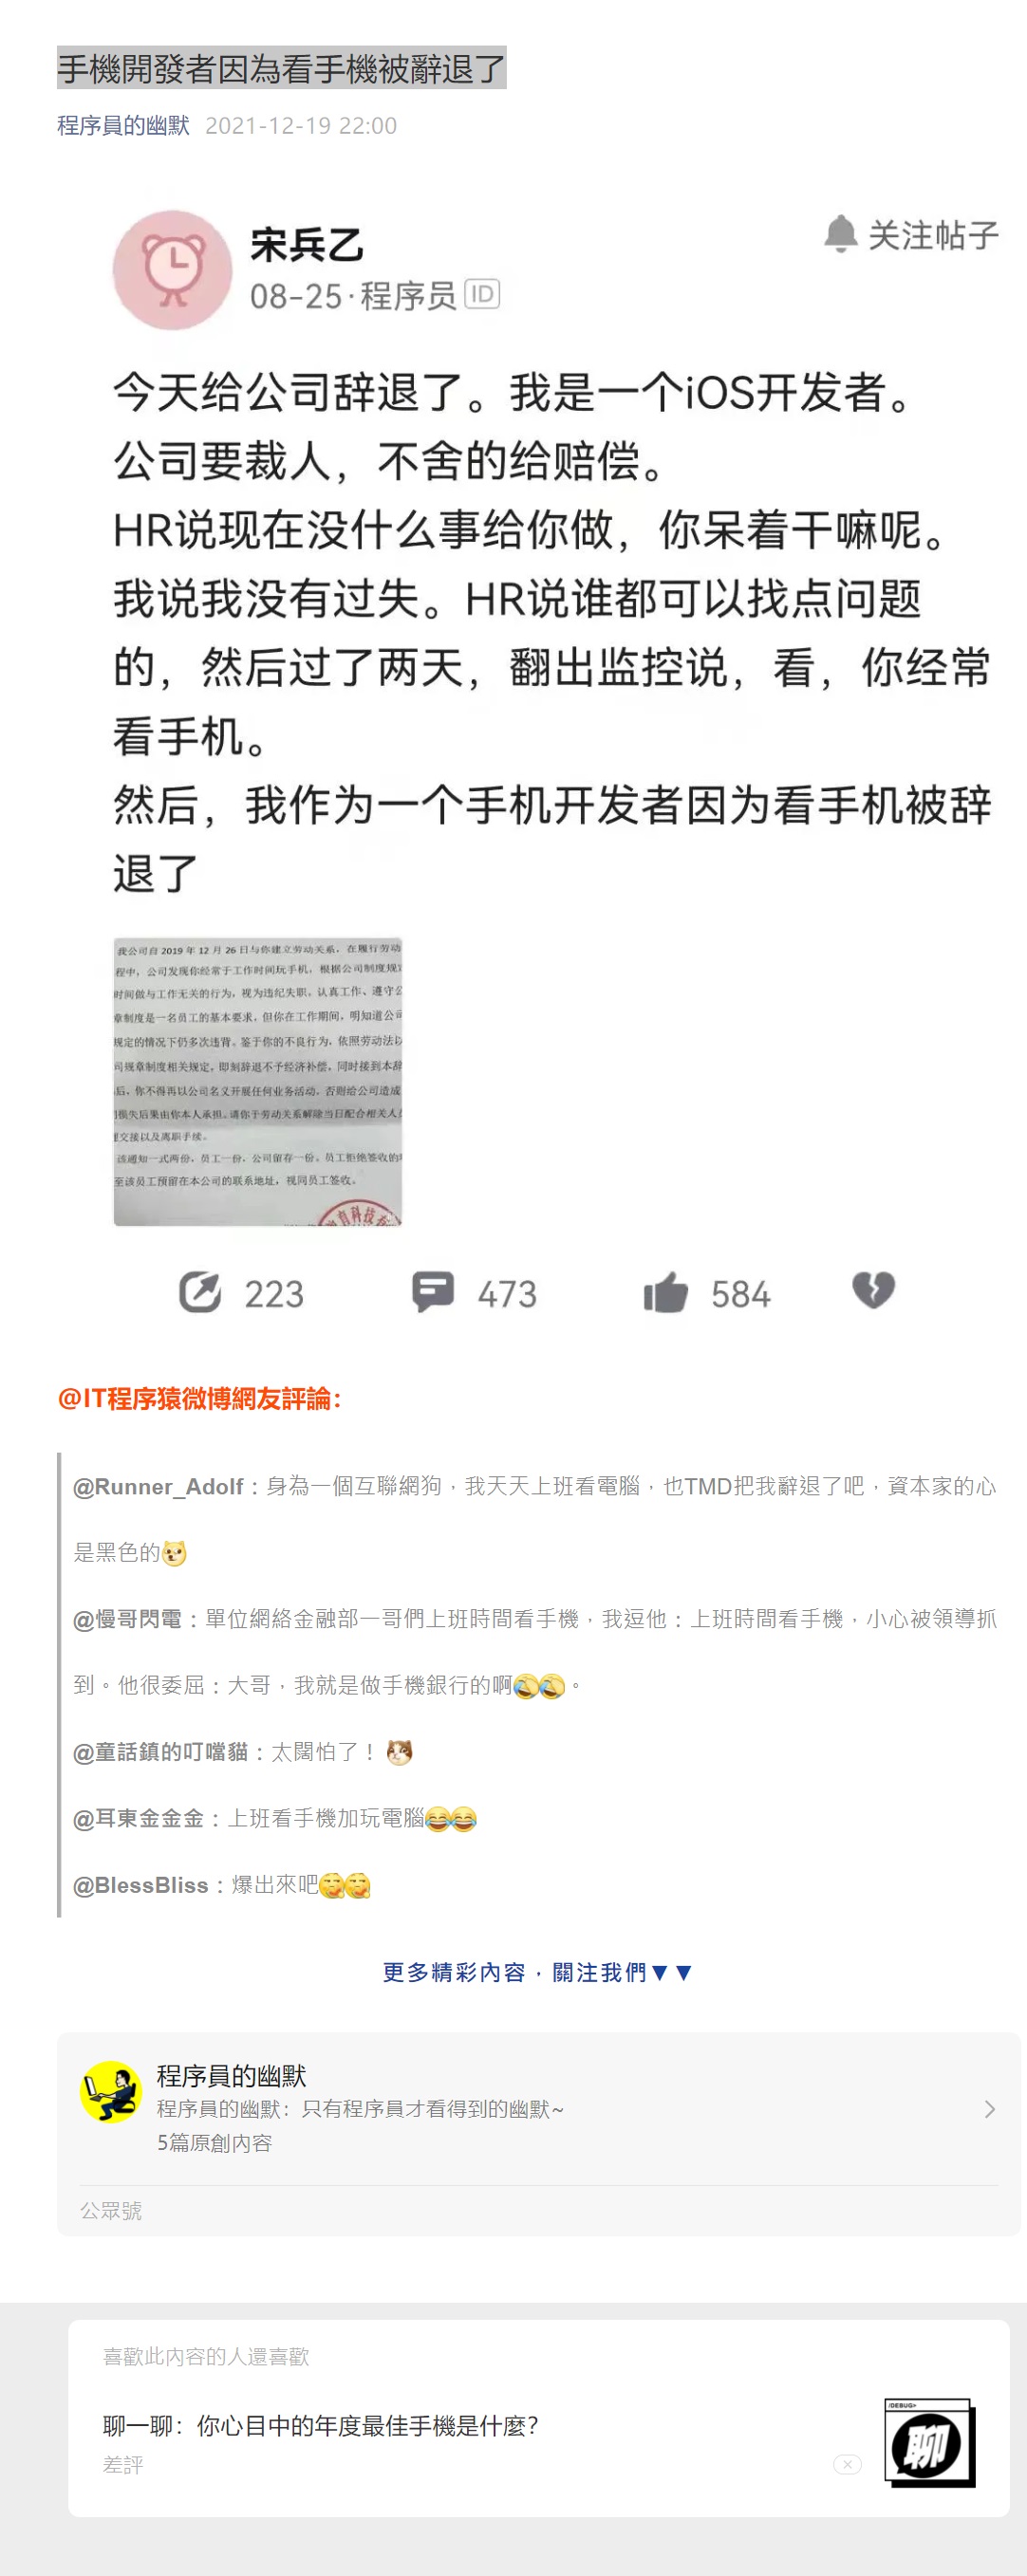 手機開發者因為看手機被辭退了
程序員的幽默 2021-12-19 22:00
宋兵乙
关注帖子
08-25·程序员 ID
今天给公司辞退了。我是一个iOS开发者。
公司要裁人，不舍的给赔偿。
HR说现在没什么事给你做，你呆着干嘛呢。
我说我没有过失。HR说谁都可以找点问题
的，然后过了两天，翻出监控说，看，你经常
看手机。
然后，我作为一个手机开发者因为看手机被辞
退了
我公司自 2019 年 12 月 26 日与你建立劳动关系，在履行劳动
程中，公司发现你经常于工作时间玩手机，根据公司制度规定
时间做与工作无关的行为，视为违纪失职，认真工作、遵守公
章制度是一名员工的基本要求，但你在工作期间，明知道公司
规定的情况下仍多次违背。鉴于你的不良行为，依照劳动法以
司规章制度相关规定，即刻辞退不予经济补偿，同时接到本辞
后，你不得再以公司名义开展任何业务活动，否则给公司造成
损失后果由你本人承担。请你于劳动关系解除当日配合相关人员
交接以及离职手续。
该通知一式两份，员工一份，公司留存一份。员工拒绝签收的
至该员工预留在本公司的联系地址，视同员工签收。
育科技
223 473 584
@IT程序猿微博網友評論：
@Runner_Adolf：身為一個互聯網狗，我天天上班看電腦，也TMD把我辭退了吧，資本家的心
是黑色的
@慢哥閃電：單位網絡金融部一哥們上班時間看手機，我逗他：上班時間看手機，小心被領導抓
到。他很委屈：大哥，我就是做手機銀行的啊。
@童話鎮的叮噹貓：太闊怕了！
@耳東金金金：上班看手機加玩電腦
@BlessBliss：爆出來吧
更多精彩內容，關注我們▼▼
程序員的幽默
程序員的幽默：只有程序員才看得到的幽默~
5篇原創內容
公眾號
喜歡此內容的人還喜歡
聊一聊：你心目中的年度最佳手機是什麼？
差評
/DEBUG>
聊